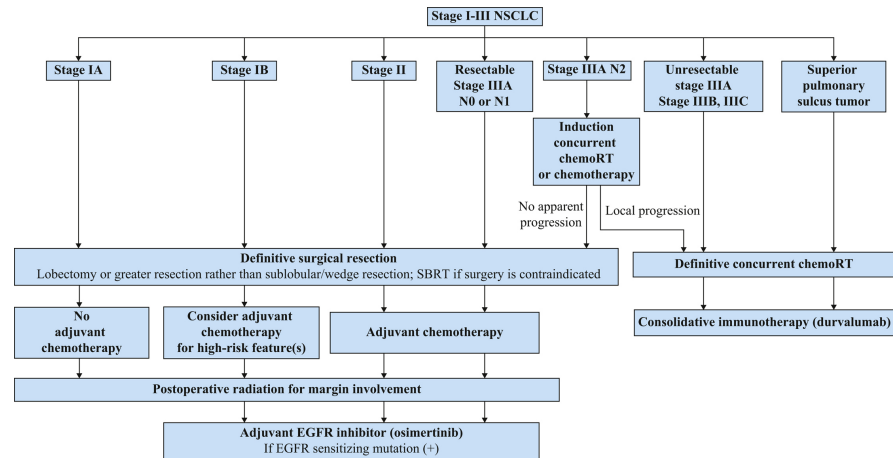 Stage I-III NSCLC
Stage IA
Stage IB
Stage II
Resectable
Stage IIIA
N0 or N1
Stage IIIA N2
Unresectable
stage IIIA
Stage IIIB, IIIC
Superior
pulmonary
sulcus tumor
Induction
concurrent
chemoRT
or chemotherapy
No apparent
progression
Local progression
Definitive surgical resection
Lobectomy or greater resection rather than sublobular/wedge resection; SBRT if surgery is contraindicated
Definitive concurrent chemoRT
No
adjuvant
chemotherapy
Consider adjuvant
chemotherapy
for high-risk feature(s)
Adjuvant chemotherapy
Consolidative immunotherapy (durvalumab)
Postoperative radiation for margin involvement
Adjuvant EGFR inhibitor (osimertinib)
If EGFR sensitizing mutation (+)